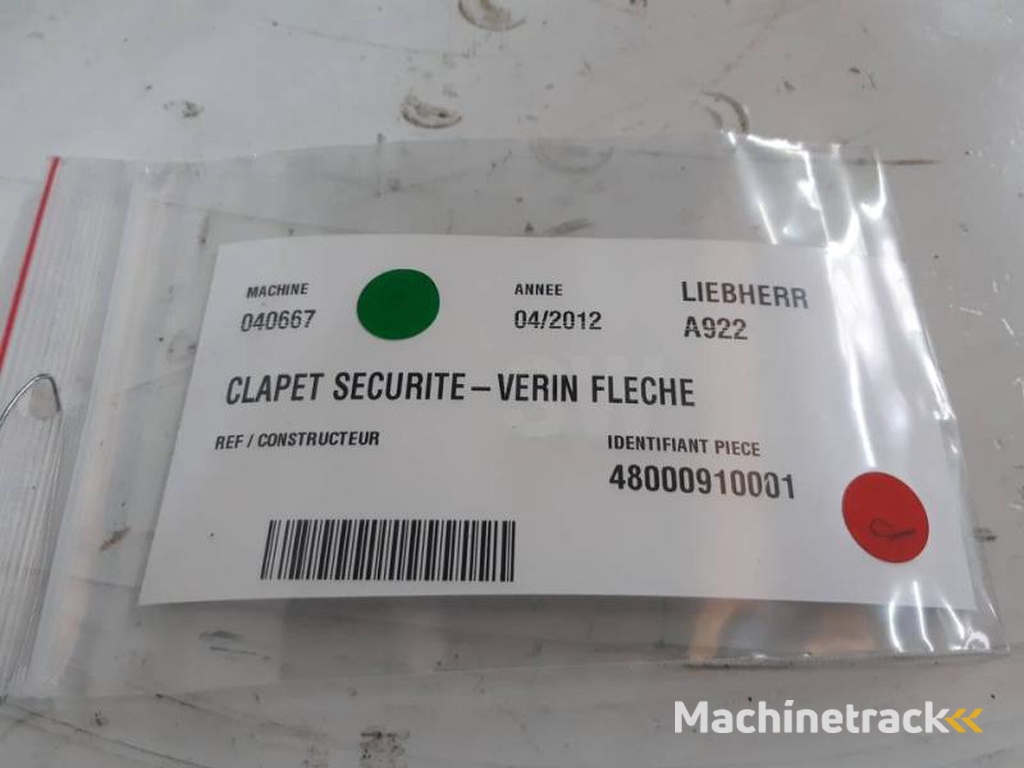 MACHINE
040667
ANNEE
04/2012
LIEBHERR
A922
CLAPET SECURITE – VERIN FLECHE
REF / CONSTRUCTEUR
IDENTIFIANT PIECE
48000910001
Machinetrack